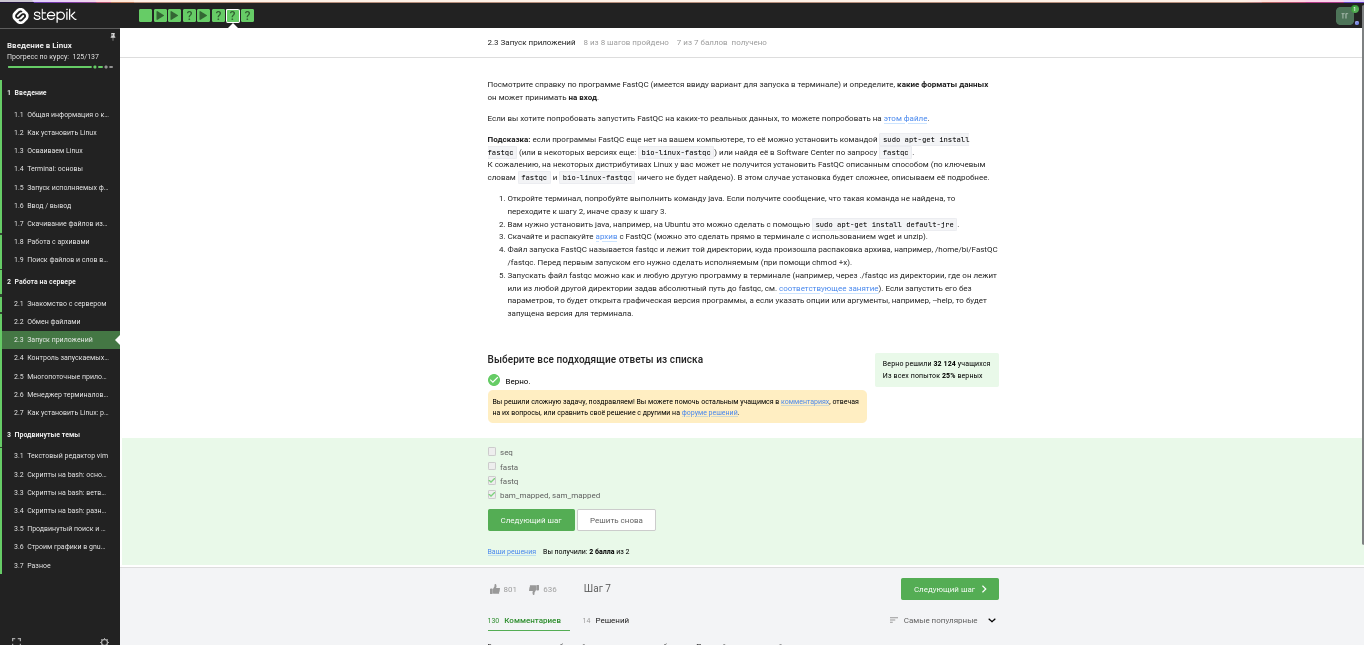 stepik
Введение в Linux
Прогресс по курсу: 125/137
1 Введение
1.1 Общая информация о к...
1.2 Как установить Linux
1.3 Осваиваем Linux
1.4 Terminal: основы
1.5 Запуск исполняемых ф...
1.6 Ввод / вывод
1.7 Скачивание файлов из...
1.8 Работа с архивами
1.9 Поиск файлов и слов в...
2 Работа на сервере
2.1 Знакомство с сервером
2.2 Обмен файлами
2.3 Запуск приложений
2.4 Контроль запускаемых...
2.5 Многопоточные прило...
2.6 Менеджер терминалов...
2.7 Как установить Linux: р...
3 Продвинутые темы
3.1 Текстовый редактор vim
3.2 Скрипты на bash: осно...
3.3 Скрипты на bash: ветв...
3.4 Скрипты на bash: разн...
3.5 Продвинутый поиск и ...
3.6 Строим графики в gnu...
3.7 Разное
2.3 Запуск приложений 8 из 8 шагов пройдено 7 из 7 баллов получено
Посмотрите справку по программе FastQC (имеется ввиду вариант для запуска в терминале) и определите, какие форматы данных
он может принимать на вход.
Если вы хотите попробовать запустить FastQC на каких-то реальных данных, то можете попробовать на этом файле.
Подсказка: если программы FastQC еще нет на вашем компьютере, то её можно установить командой sudo apt-get install
fastqc (или в некоторых версиях еще: bio-linux-fastqc ) или найдя её в Software Center по запросу fastqc .
К сожалению, на некоторых дистрибутивах Linux у вас может не получится установить FastQC описанным способом (по ключевым
словам fastqc и bio-linux-fastqc ничего не будет найдено). В этом случае установка будет сложнее, описываем её подробнее.
1. Откройте терминал, попробуйте выполнить команду java. Если получите сообщение, что такая команда не найдена, то
переходите к шагу 2, иначе сразу к шагу 3.
2. Вам нужно установить java, например, на Ubuntu это можно сделать с помощью sudo apt-get install default-jre .
3. Скачайте и распакуйте архив с FastQC (можно это сделать прямо в терминале с использованием wget и unzip).
4. Файл запуска FastQC называется fastqc и лежит той директории, куда произошла распаковка архива, например, /home/bi/FastQC
/fastqc. Перед первым запуском его нужно сделать исполняемым (при помощи chmod +x).
5. Запускать файл fastqc можно как и любую другую программу в терминале (например, через ./fastqc из директории, где он лежит
или из любой другой директории задав абсолютный путь до fastqc, см. соответствующее занятие). Если запустить его без
параметров, то будет открыта графическая версия программы, а если указать опции или аргументы, например, --help, то будет
запущена версия для терминала.
Выберите все подходящие ответы из списка
Верно.
Верно решили 32 124 учащихся
Из всех попыток 25% верных
Вы решили сложную задачу, поздравляем! Вы можете помочь остальным учащимся в комментариях, отвечая
на их вопросы, или сравнить своё решение с другими на форуме решений.
seq
fasta
fastq
bam_mapped, sam_mapped
Следующий шаг Решить снова
Ваши решения Вы получили: 2 балла из 2
801 636 Шаг 7 Следующий шаг
130 Комментариев 14 Решений Самые популярные